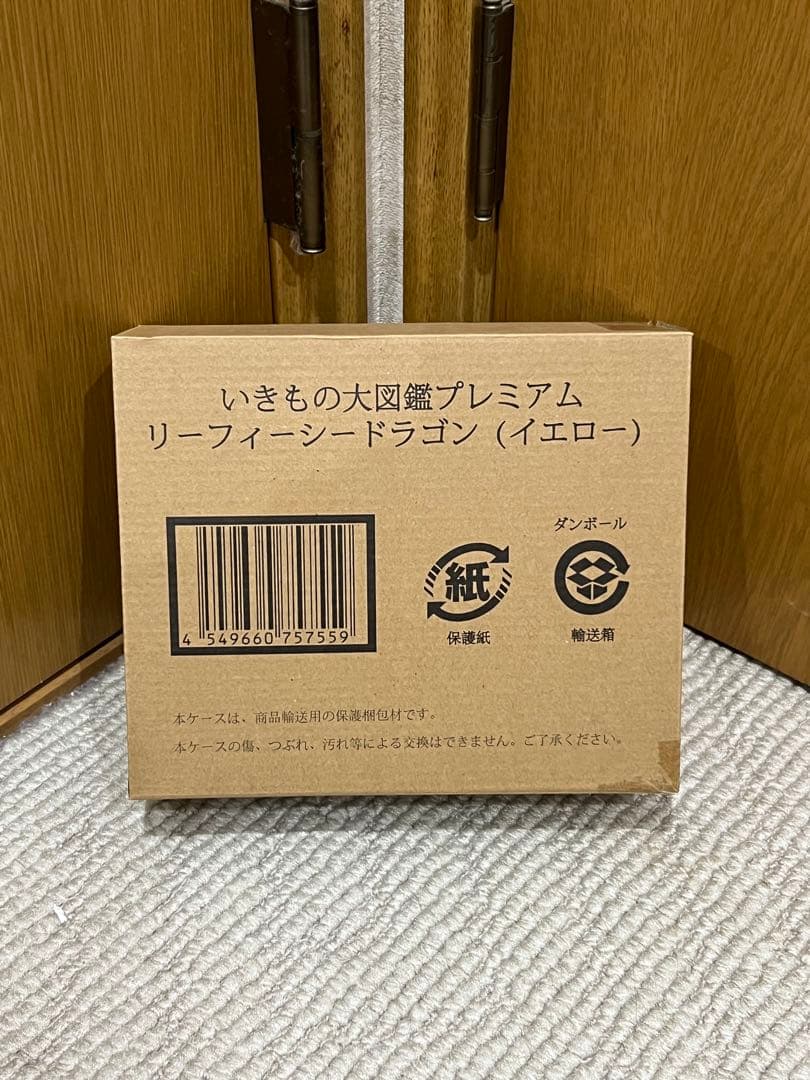 いきもの大図鑑プレミアム
リーフィーシードラゴン (イエロー)
4 549660 757559
紙
保護紙
ダンボール
輸送箱
本ケースは、商品輸送用の保護梱包材です。
本ケースの傷、つぶれ、汚れ等による交換はできません。ご了承ください。